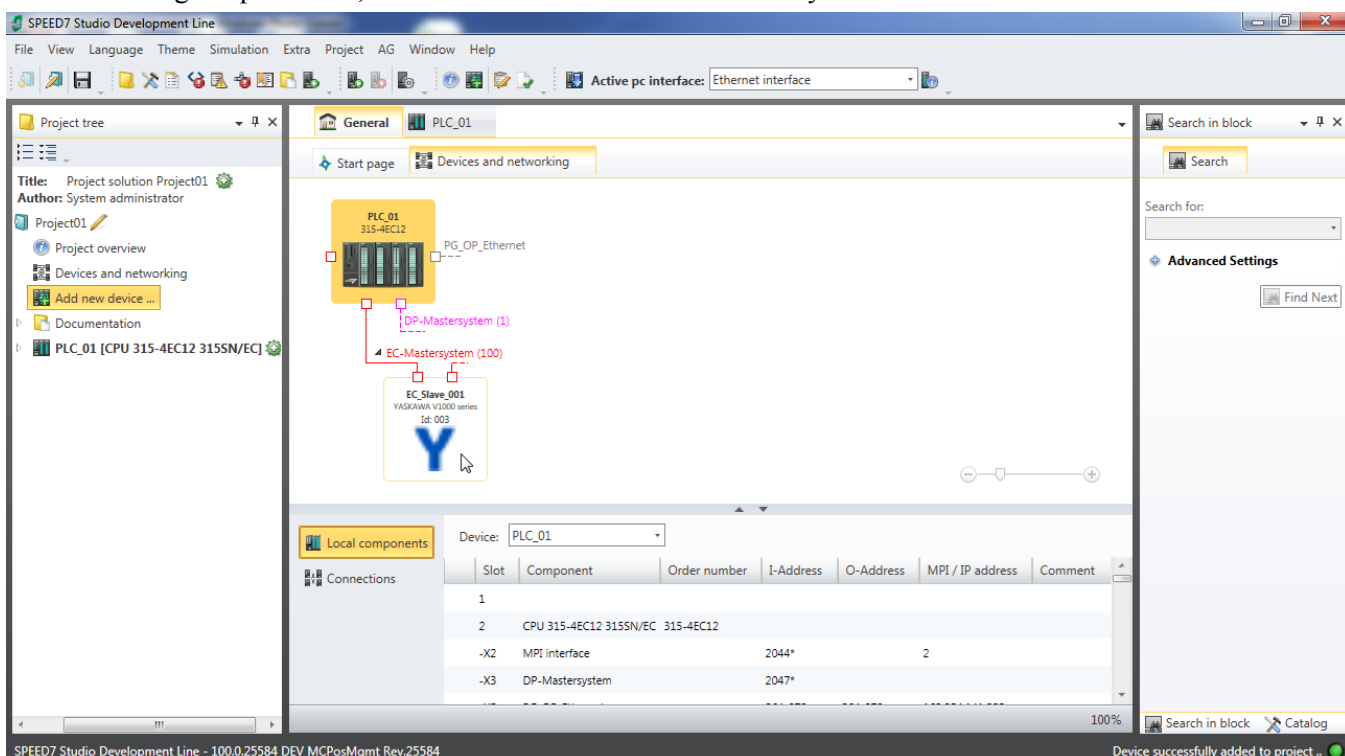 SPEED7 Studio Development Line
File View Language Theme Simulation Extra Project AG Window Help
Active pc interface: Ethernet interface
Project tree
Title: Project solution Project01
Author: System administrator
Project01
Project overview
Devices and networking
Add new device ...
Documentation
PLC_01 [CPU 315-4EC12 315SN/EC]
General PLC_01
Start page Devices and networking
PLC_01
315-4EC12
PG_OP_Ethernet
DP-Mastersystem (1)
EC-Mastersystem (100)
EC_Slave_001
YASKAWA V1000 series
Id: 003
Y
Local components
Connections
Device: PLC_01
Slot Component Order number I-Address O-Address MPI / IP address Comment
1
2 CPU 315-4EC12 315SN/EC 315-4EC12
-X2 MPI interface 2044* 2
-X3 DP-Mastersystem 2047*
100%
Search in block
Search
Search for:
Advanced Settings
Find Next
Search in block Catalog
SPEED7 Studio Development Line - 100.0.25584 DEV MCPosMgmt Rev.25584
Device successfully added to project ..